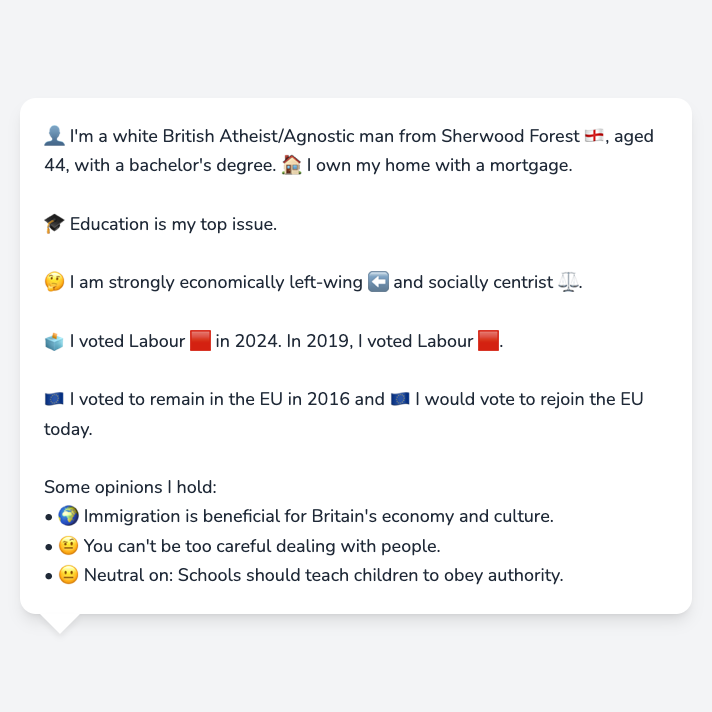 👤 I'm a white British Atheist/Agnostic man from Sherwood Forest 🏴󠁧󠁢󠁥󠁮󠁧󠁿, aged
44, with a bachelor's degree. 🏠 I own my home with a mortgage.
🎓 Education is my top issue.
🤔 I am strongly economically left-wing ⬅️ and socially centrist ⚖️.
🗳️ I voted Labour 🟥 in 2024. In 2019, I voted Labour 🟥.
🇪🇺 I voted to remain in the EU in 2016 and 🇪🇺 I would vote to rejoin the EU
today.
Some opinions I hold:
• 🌍 Immigration is beneficial for Britain's economy and culture.
• 🤨 You can't be too careful dealing with people.
• 😐 Neutral on: Schools should teach children to obey authority.